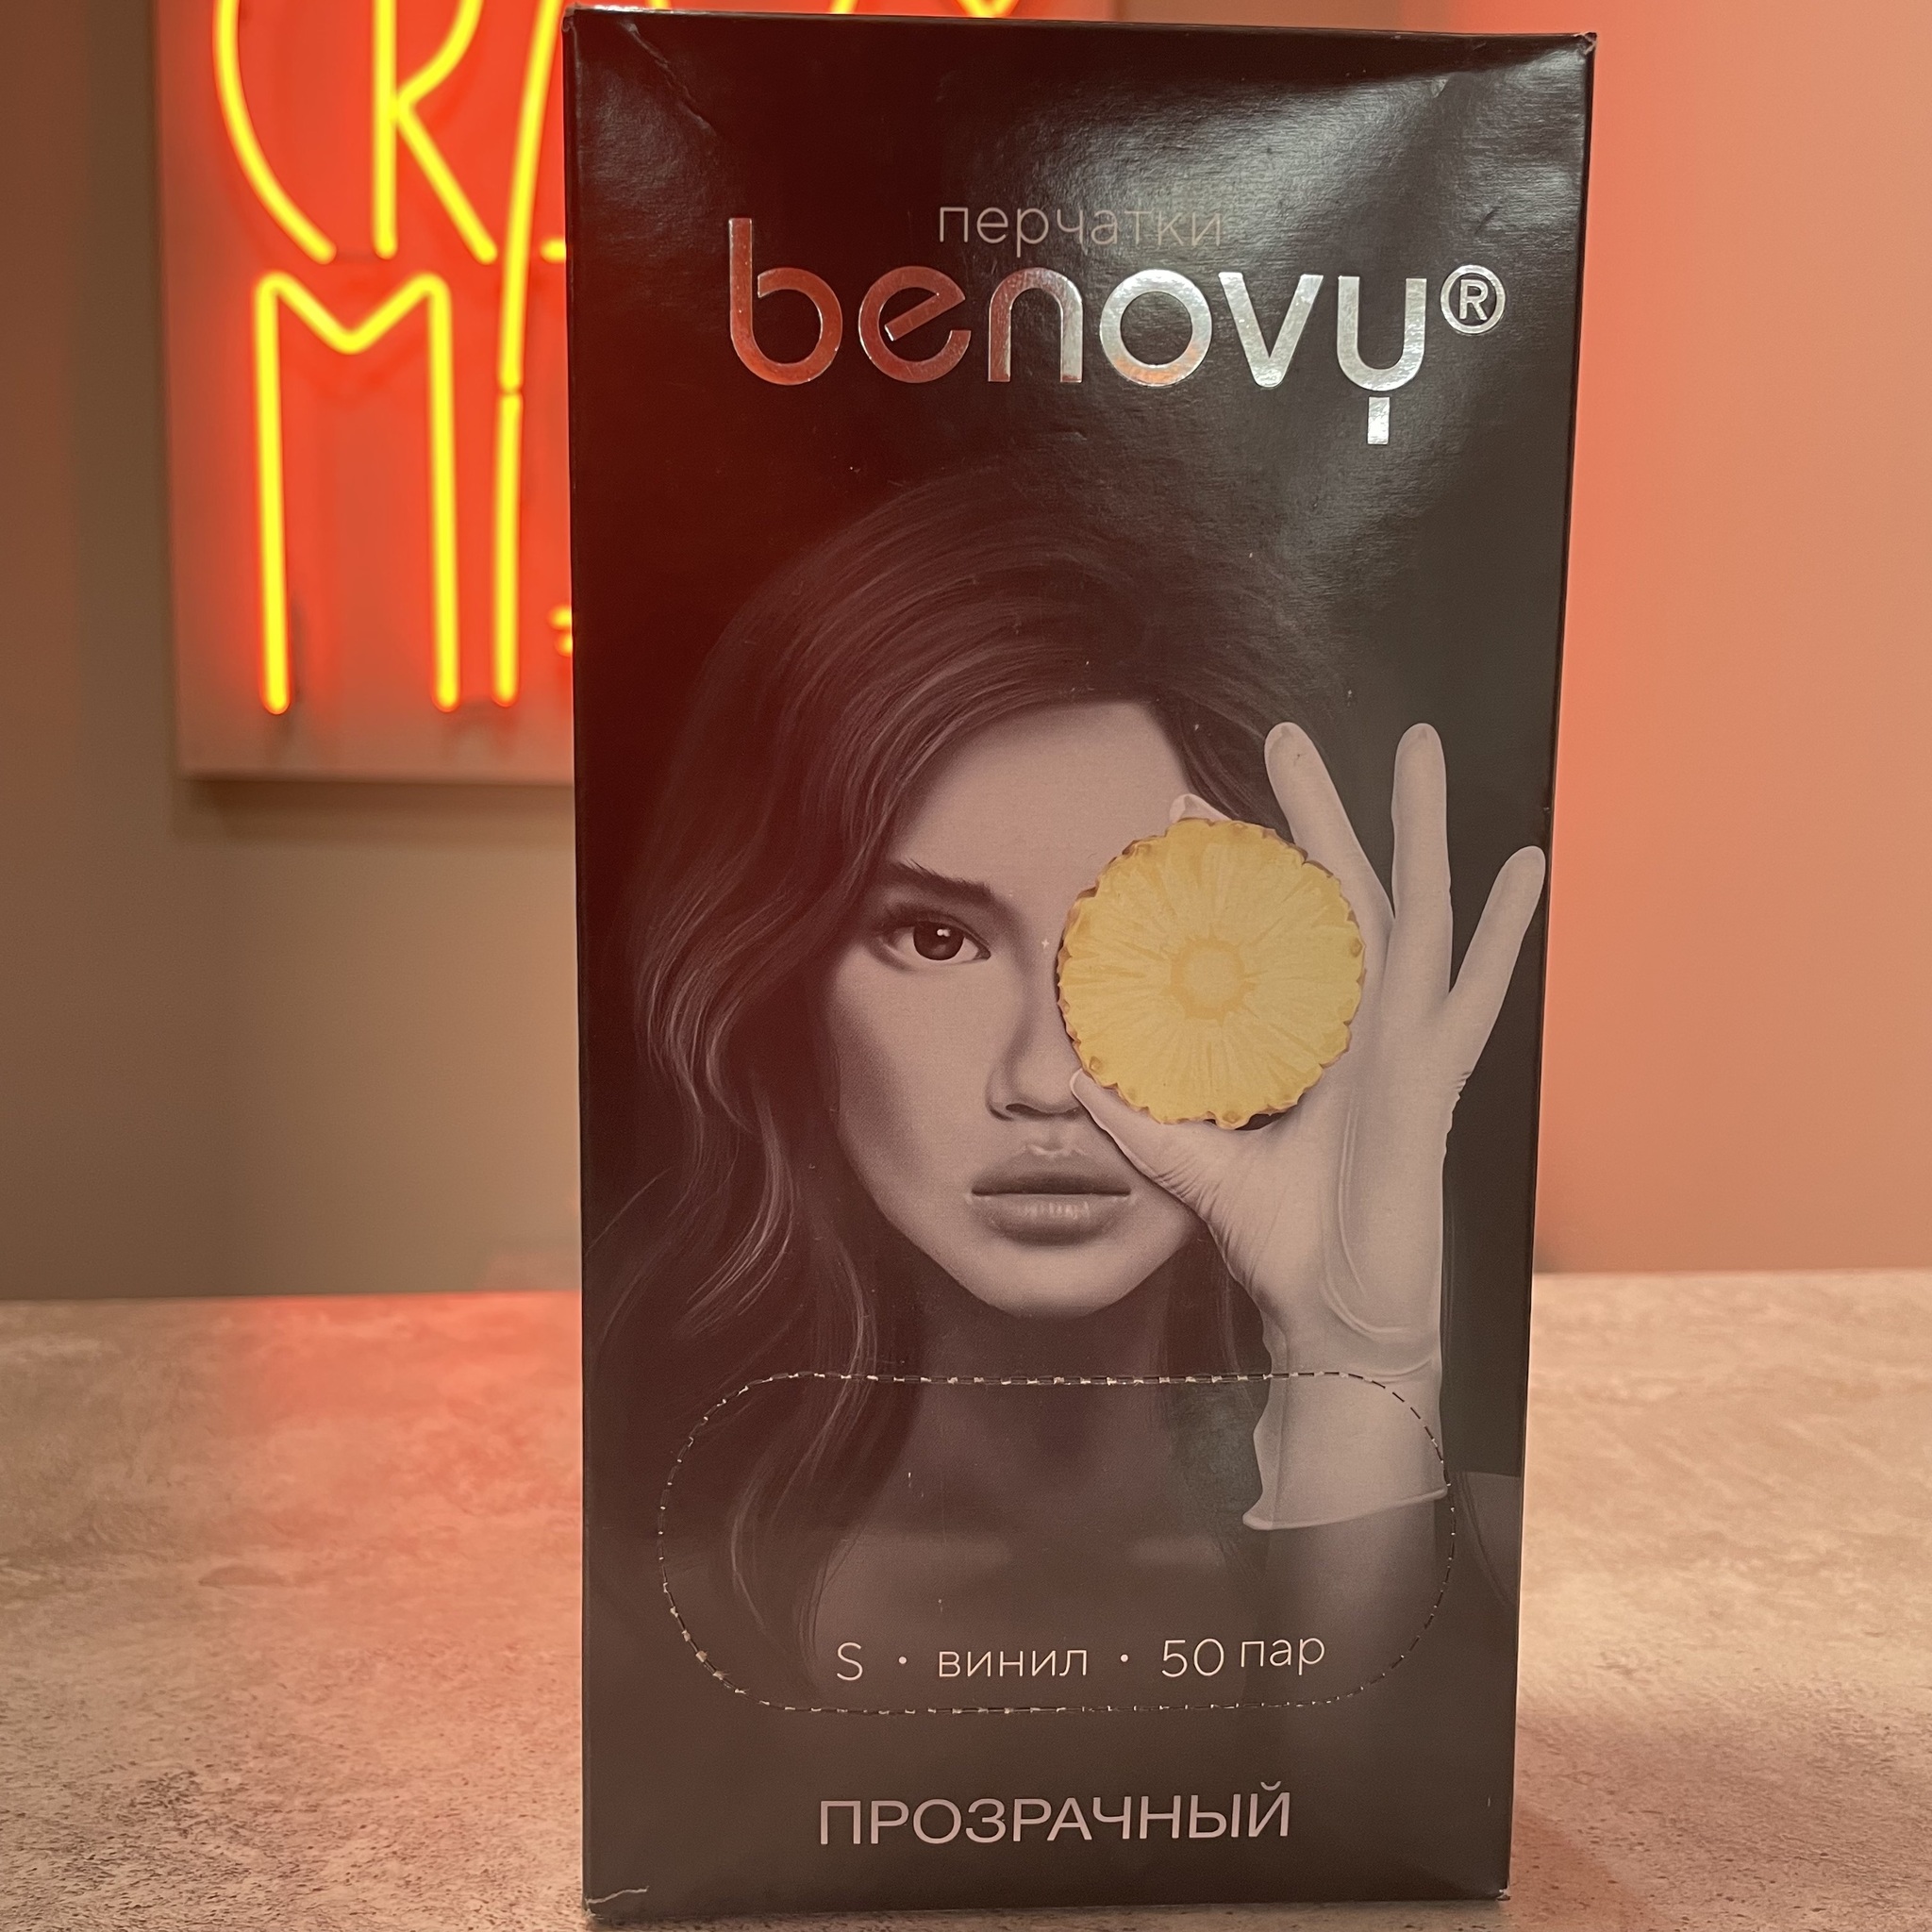 перчатки
benovy®
S • винил • 50 пар
ПРОЗРАЧНЫЙ